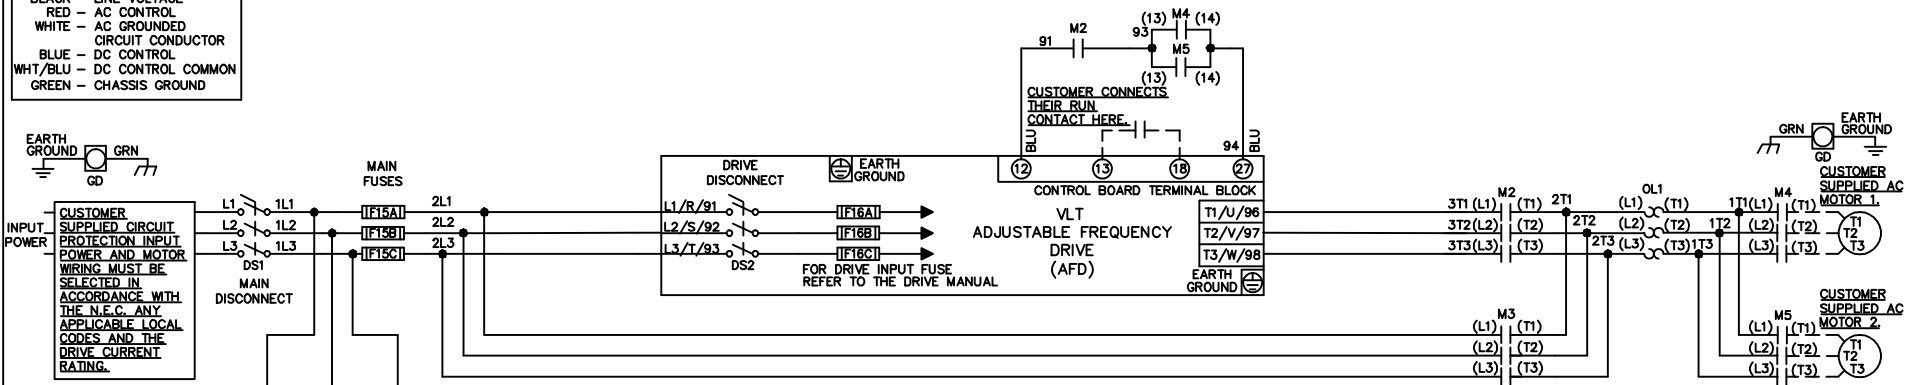 BLACK – LINE VOLTAGE
RED – AC CONTROL
WHITE – AC GROUNDED
CIRCUIT CONDUCTOR
BLUE – DC CONTROL
WHT/BLU – DC CONTROL COMMON
GREEN – CHASSIS GROUND
91
M2
93
(13) M4 (14)
M5
(13) (14)
CUSTOMER CONNECTS
THEIR RUN
CONTACT HERE.
BLU
94
BLU
EARTH
GROUND
GRN
GD
MAIN
FUSES
DRIVE
DISCONNECT
EARTH
GROUND
12
13
18
27
CONTROL BOARD TERMINAL BLOCK
GRN
EARTH
GROUND
GD
INPUT
POWER
CUSTOMER
SUPPLIED CIRCUIT
PROTECTION INPUT
POWER AND MOTOR
WIRING MUST BE
SELECTED IN
ACCORDANCE WITH
THE N.E.C. ANY
APPLICABLE LOCAL
CODES AND THE
DRIVE CURRENT
RATING.
L1 1L1
L2 1L2
L3 1L3
DS1
MAIN
DISCONNECT
F15A
F15B
F15C
2L1
2L2
2L3
L1/R/91
L2/S/92
L3/T/93
DS2
F16A
F16B
F16C
FOR DRIVE INPUT FUSE
REFER TO THE DRIVE MANUAL
VLT
ADJUSTABLE FREQUENCY
DRIVE
(AFD)
T1/U/96
T2/V/97
T3/W/98
EARTH
GROUND
M2
3T1 (L1) (T1) 2T1
3T2 (L2) (T2) 2T2
3T3 (L3) (T3) 2T3
OL1
(L1) (T1) 1T1
(L2) (T2) 1T2
(L3) (T3) 1T3
M4
(L1) (T1)
(L2) (T2)
(L3) (T3)
CUSTOMER
SUPPLIED AC
MOTOR 1.
T1
T2
T3
M3
(L1) (T1)
(L2) (T2)
(L3) (T3)
M5
(L1) (T1)
(L2) (T2)
(L3) (T3)
CUSTOMER
SUPPLIED AC
MOTOR 2.
T1
T2
T3